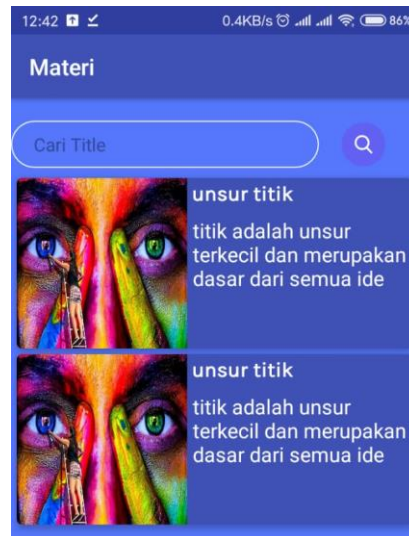 12:42 0.4KB/s 86%
Materi
Cari Title
unsur titik
titik adalah unsur
terkecil dan merupakan
dasar dari semua ide
unsur titik
titik adalah unsur
terkecil dan merupakan
dasar dari semua ide